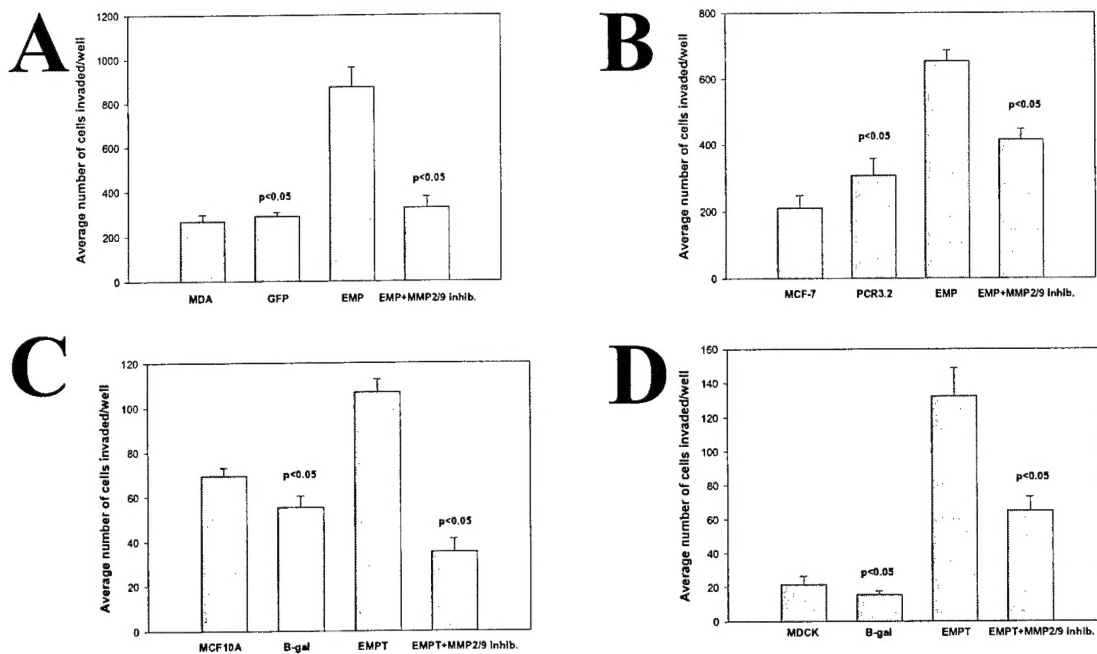 A
Average number of cells invaded/well
1200
1000
800
600
400
200
0
p<0.05
p<0.05
MDA GFP EMP EMP+MMP2/9 inhib.
B
Average number of cells invaded/well
800
600
400
200
0
p<0.05
p<0.05
MCF-7 PCR3.2 EMP EMP+MMP2/9 inhib.
C
Average number of cells invaded/well
120
100
80
60
40
20
0
p<0.05
p<0.05
MCF10A B-gal EMPT EMPT+MMP2/9 inhib.
D
Average number of cells invaded/well
160
140
120
100
80
60
40
20
0
p<0.05
p<0.05
MDCK B-gal EMPT EMPT+MMP2/9 inhib.